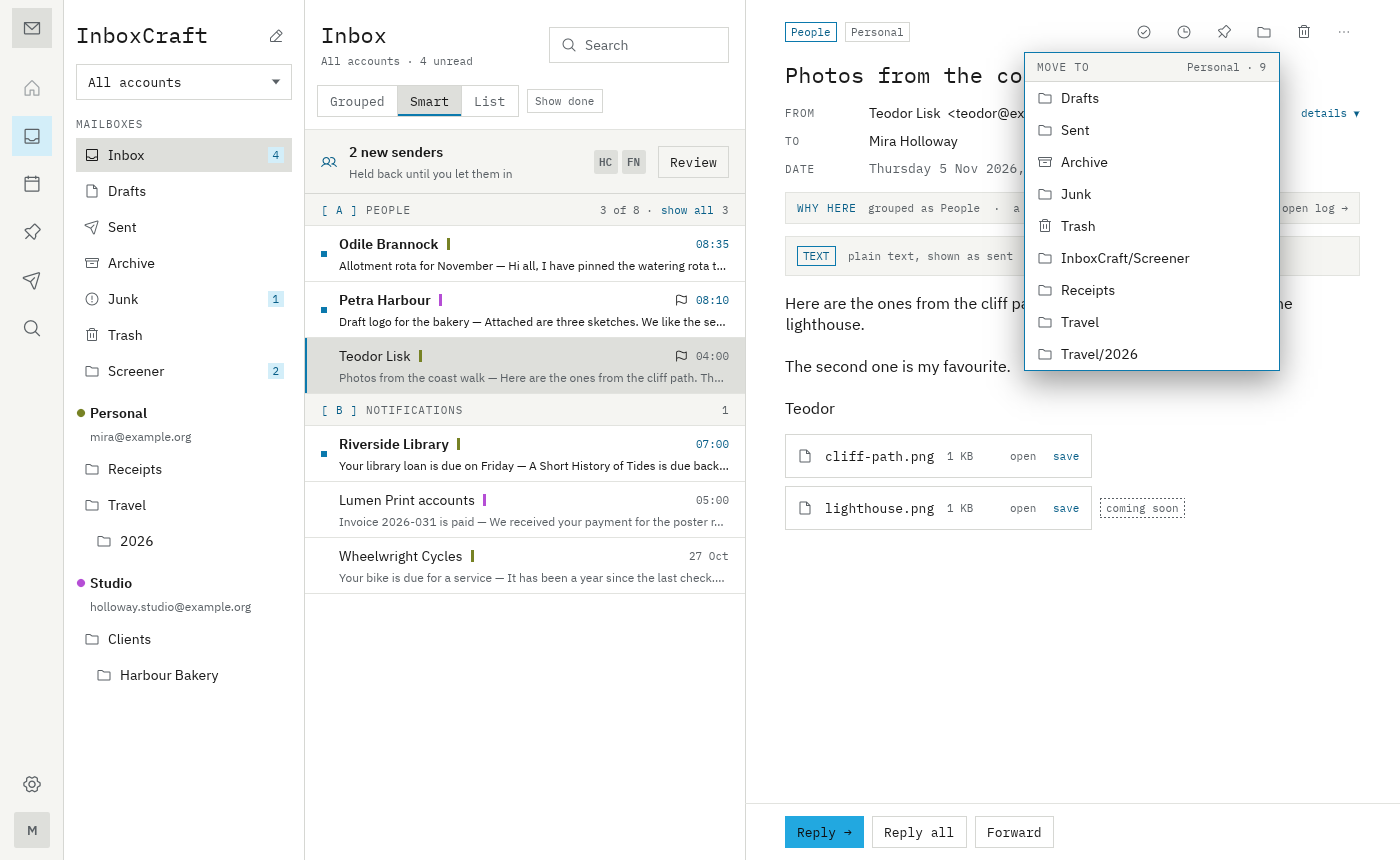 InboxCraft
All accounts
MAILBOXES
Inbox 4
Drafts
Sent
Archive
Junk 1
Trash
Screener 2
Personal
mira@example.org
Receipts
Travel
2026
Studio
holloway.studio@example.org
Clients
Harbour Bakery
M
Inbox
All accounts · 4 unread
Search
Grouped Smart List Show done
2 new senders
Held back until you let them in
HC FN Review
[ A ] PEOPLE 3 of 8 · show all 3
Odile Brannock 08:35
Allotment rota for November — Hi all, I have pinned the watering rota t…
Petra Harbour 08:10
Draft logo for the bakery — Attached are three sketches. We like the se…
Teodor Lisk 04:00
Photos from the coast walk — Here are the ones from the cliff path. Th…
[ B ] NOTIFICATIONS 1
Riverside Library 07:00
Your library loan is due on Friday — A Short History of Tides is due back…
Lumen Print accounts 05:00
Invoice 2026-031 is paid — We received your payment for the poster r…
Wheelwright Cycles 27 Oct
Your bike is due for a service — It has been a year since the last check.…
People Personal
Photos from the co
FROM Teodor Lisk <teodor@ex details ▾
TO Mira Holloway
DATE Thursday 5 Nov 2026,
WHY HERE grouped as People · a open log →
TEXT plain text, shown as sent
Here are the ones from the cliff pa
lighthouse.
The second one is my favourite.
Teodor
cliff-path.png 1 KB open save
lighthouse.png 1 KB open save coming soon
Reply → Reply all Forward
MOVE TO Personal · 9
Drafts
Sent
Archive
Junk
Trash
InboxCraft/Screener
Receipts
Travel
Travel/2026